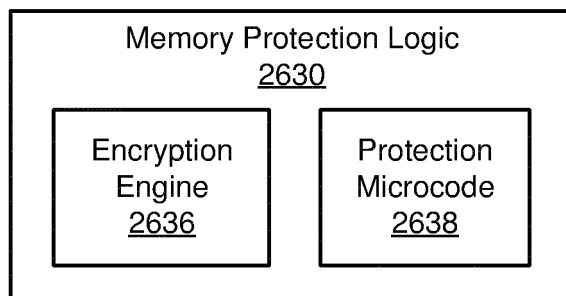 Memory Protection Logic
2630
Encryption
Engine
2636
Protection
Microcode
2638